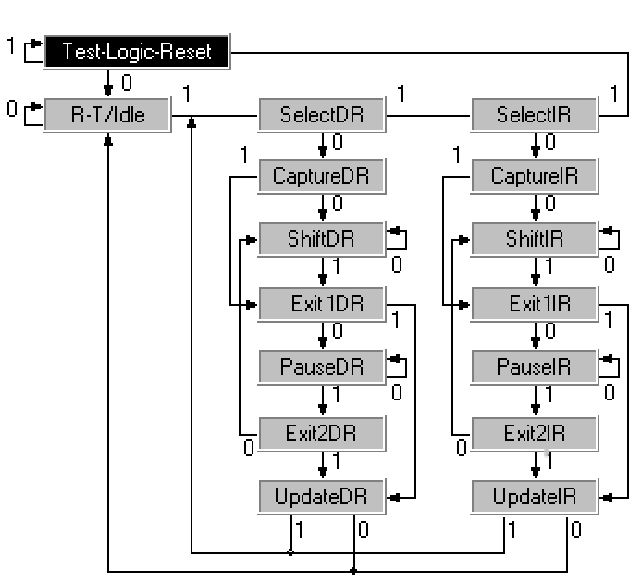 1 Test-Logic-Reset
0
0 R-T/Idle 1 SelectDR 1 SelectIR 1
0 0
1 CaptureDR 1 CaptureIR
0 0
ShiftDR ShiftIR
1 0 1 0
Exit1DR 1 Exit1IR 1
0 0
PauseDR PauseIR
1 0 1 0
Exit2DR Exit2IR
0 1 0 1
UpdateDR UpdateIR
1 0 1 0